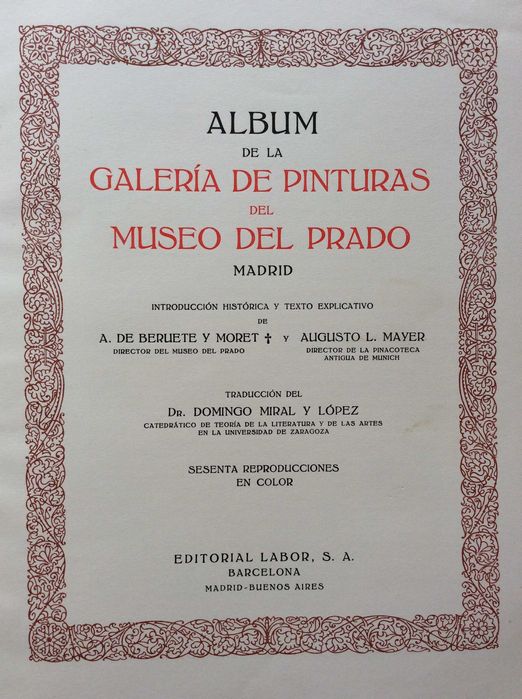 ALBUM
DE LA
GALERÍA DE PINTURAS
DEL
MUSEO DEL PRADO
MADRID
INTRODUCCIÓN HISTÓRICA Y TEXTO EXPLICATIVO
DE
A. DE BERUETE Y MORET † Y AUGUSTO L. MAYER
DIRECTOR DEL MUSEO DEL PRADO DIRECTOR DE LA PINACOTECA
ANTIGUA DE MUNICH
TRADUCCIÓN DEL
DR. DOMINGO MIRAL Y LÓPEZ
CATEDRÁTICO DE TEORÍA DE LA LITERATURA Y DE LAS ARTES
EN LA UNIVERSIDAD DE ZARAGOZA
SESENTA REPRODUCCIONES
EN COLOR
EDITORIAL LABOR, S. A.
BARCELONA
MADRID-BUENOS AIRES